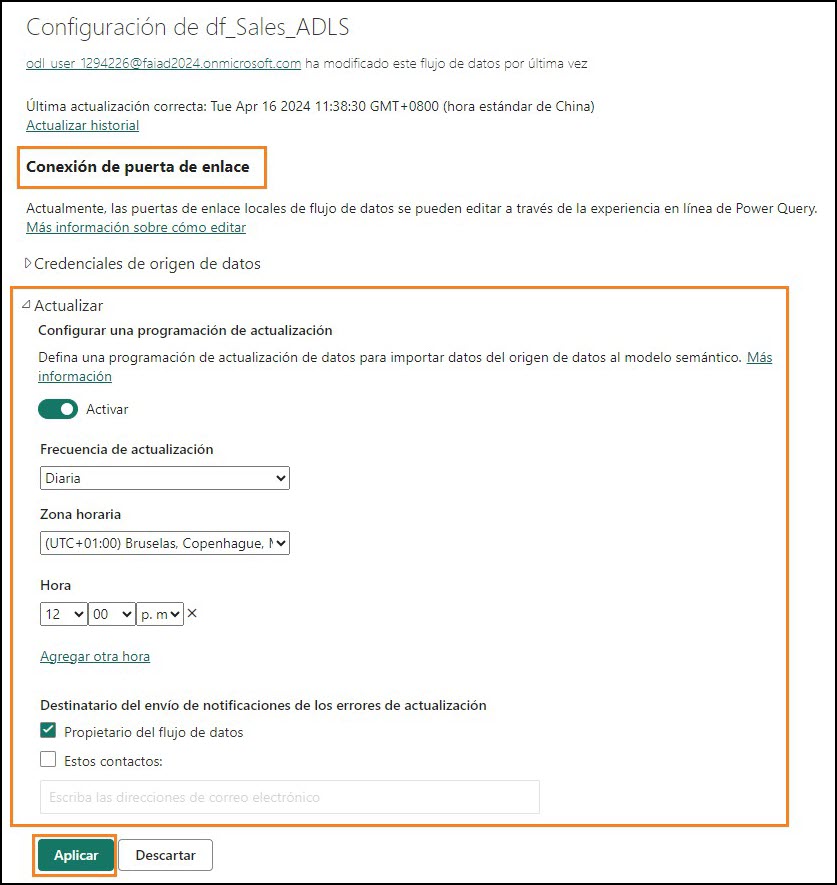 Configuración de df_Sales_ADLS
odl_user_1294226@faiad2024.onmicrosoft.com ha modificado este flujo de datos por última vez
Última actualización correcta: Tue Apr 16 2024 11:38:30 GMT+0800 (hora estándar de China)
Actualizar historial
Conexión de puerta de enlace
Actualmente, las puertas de enlace locales de flujo de datos se pueden editar a través de la experiencia en línea de Power Query.
Más información sobre cómo editar
Credenciales de origen de datos
Actualizar
Configurar una programación de actualización
Defina una programación de actualización de datos para importar datos del origen de datos al modelo semántico. Más
información
Activar
Frecuencia de actualización
Diaria
Zona horaria
(UTC+01:00) Bruselas, Copenhague,
Hora
12 00 p. m
Agregar otra hora
Destinatario del envío de notificaciones de los errores de actualización
Propietario del flujo de datos
Estos contactos:
Escriba las direcciones de correo electrónico
Aplicar Descartar